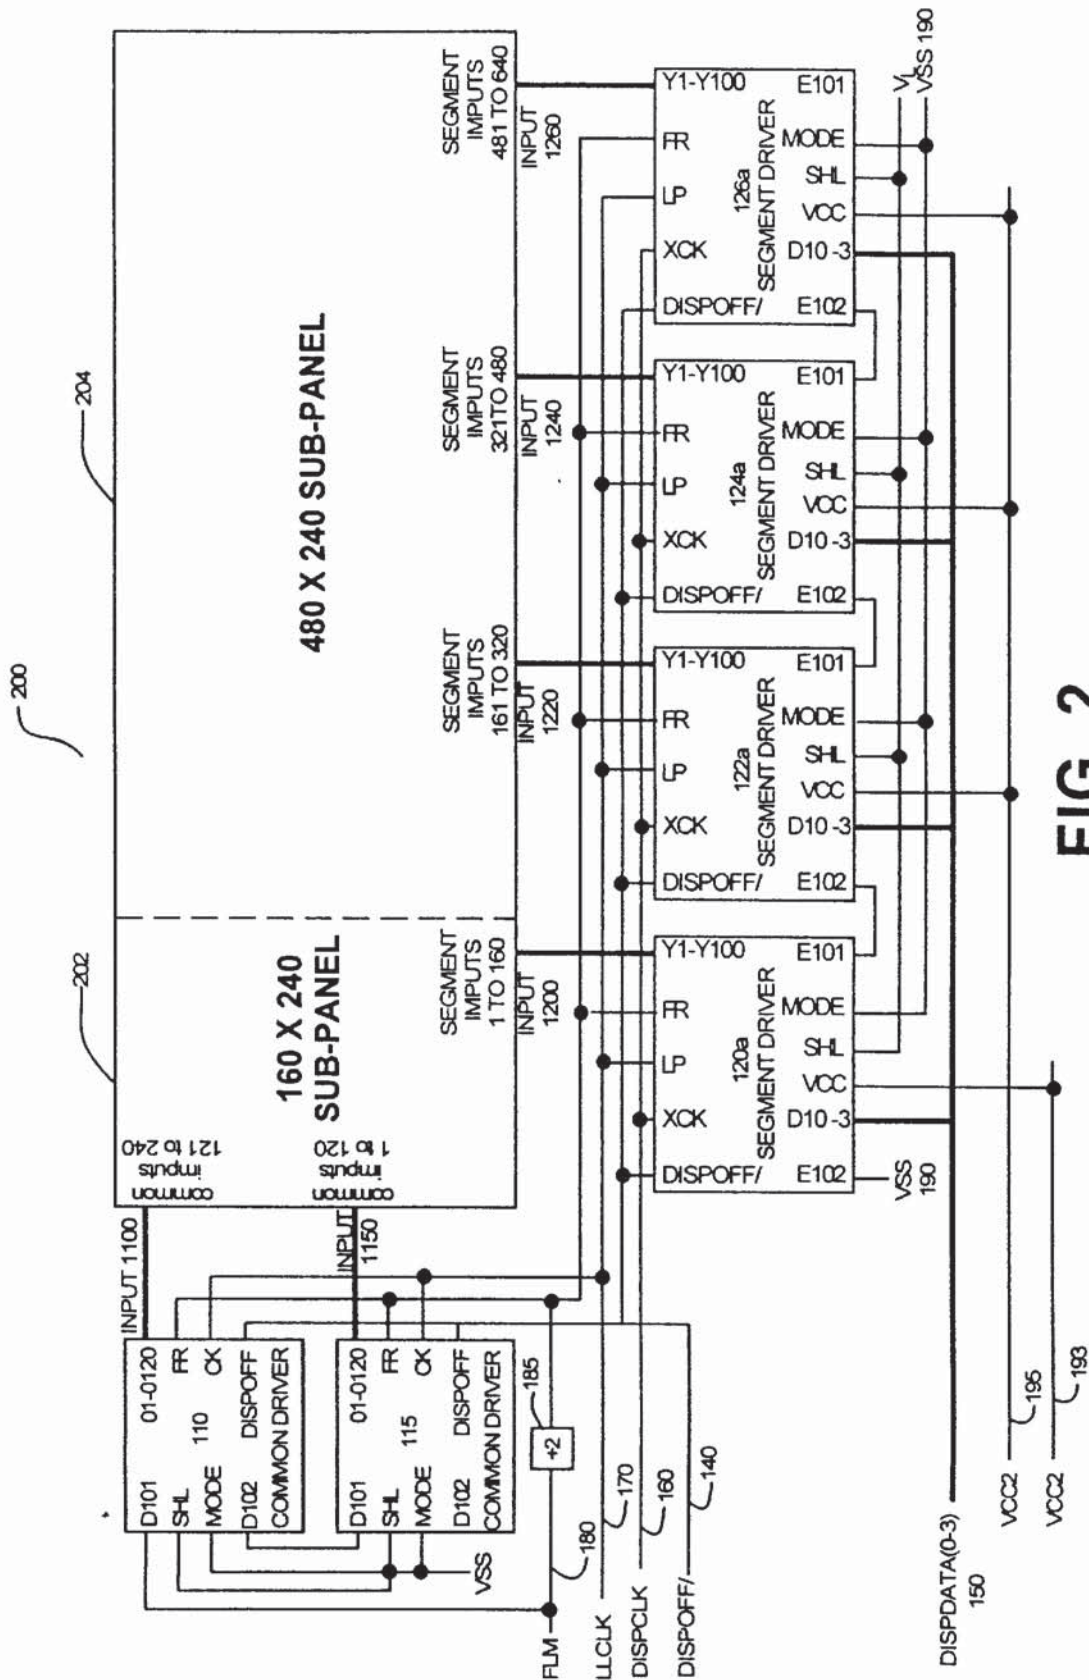 200
202
204
160 X 240
SUB-PANEL
480 X 240 SUB-PANEL
common
imputs
121 to 240
common
imputs
1 to 120
SEGMENT
IMPUTS
1 TO 160
INPUT
1200
SEGMENT
IMPUTS
161 TO 320
INPUT
1220
SEGMENT
IMPUTS
321 TO 480
INPUT
1240
SEGMENT
IMPUTS
481 TO 640
INPUT
1260
INPUT 1100
INPUT
1150
D101 01-0120
SHL FR
110
MODE CK
D102 DISPOFF
COMMON DRIVER
D101 01-0120
SHL FR
115
MODE CK
D102 DISPOFF
COMMON DRIVER
VSS
185
+2
FLM
180
LLCLK
170
DISPCLK
160
DISPOFF/
140
DISPOFF/ XCK LP FR Y1-Y100
120a
SEGMENT DRIVER
E102 D10-3 VCC SHL MODE E101
DISPOFF/ XCK LP FR Y1-Y100
122a
SEGMENT DRIVER
E102 D10-3 VCC SHL MODE E101
DISPOFF/ XCK LP FR Y1-Y100
124a
SEGMENT DRIVER
E102 D10-3 VCC SHL MODE E101
DISPOFF/ XCK LP FR Y1-Y100
126a
SEGMENT DRIVER
E102 D10-3 VCC SHL MODE E101
VSS
190
VL
VSS 190
DISPDATA(0-3)
150
VCC2
195
VCC2
193
FIG. 2